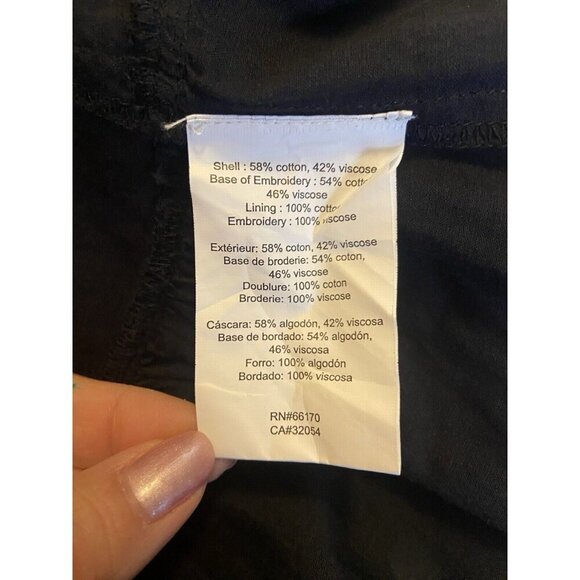 Shell : 58% cotton, 42% viscose
Base of Embroidery : 54% cotton
46% viscose
Lining : 100% cotton
Embroidery : 100% viscose
Extérieur: 58% coton, 42% viscose
Base de broderie: 54% coton,
46% viscose
Doublure: 100% coton
Broderie: 100% viscose
Cáscara: 58% algodón, 42% viscosa
Base de bordado: 54% algodón,
46% viscosa
Forro: 100% algodón
Bordado: 100% viscosa
RN#66170
CA#32054